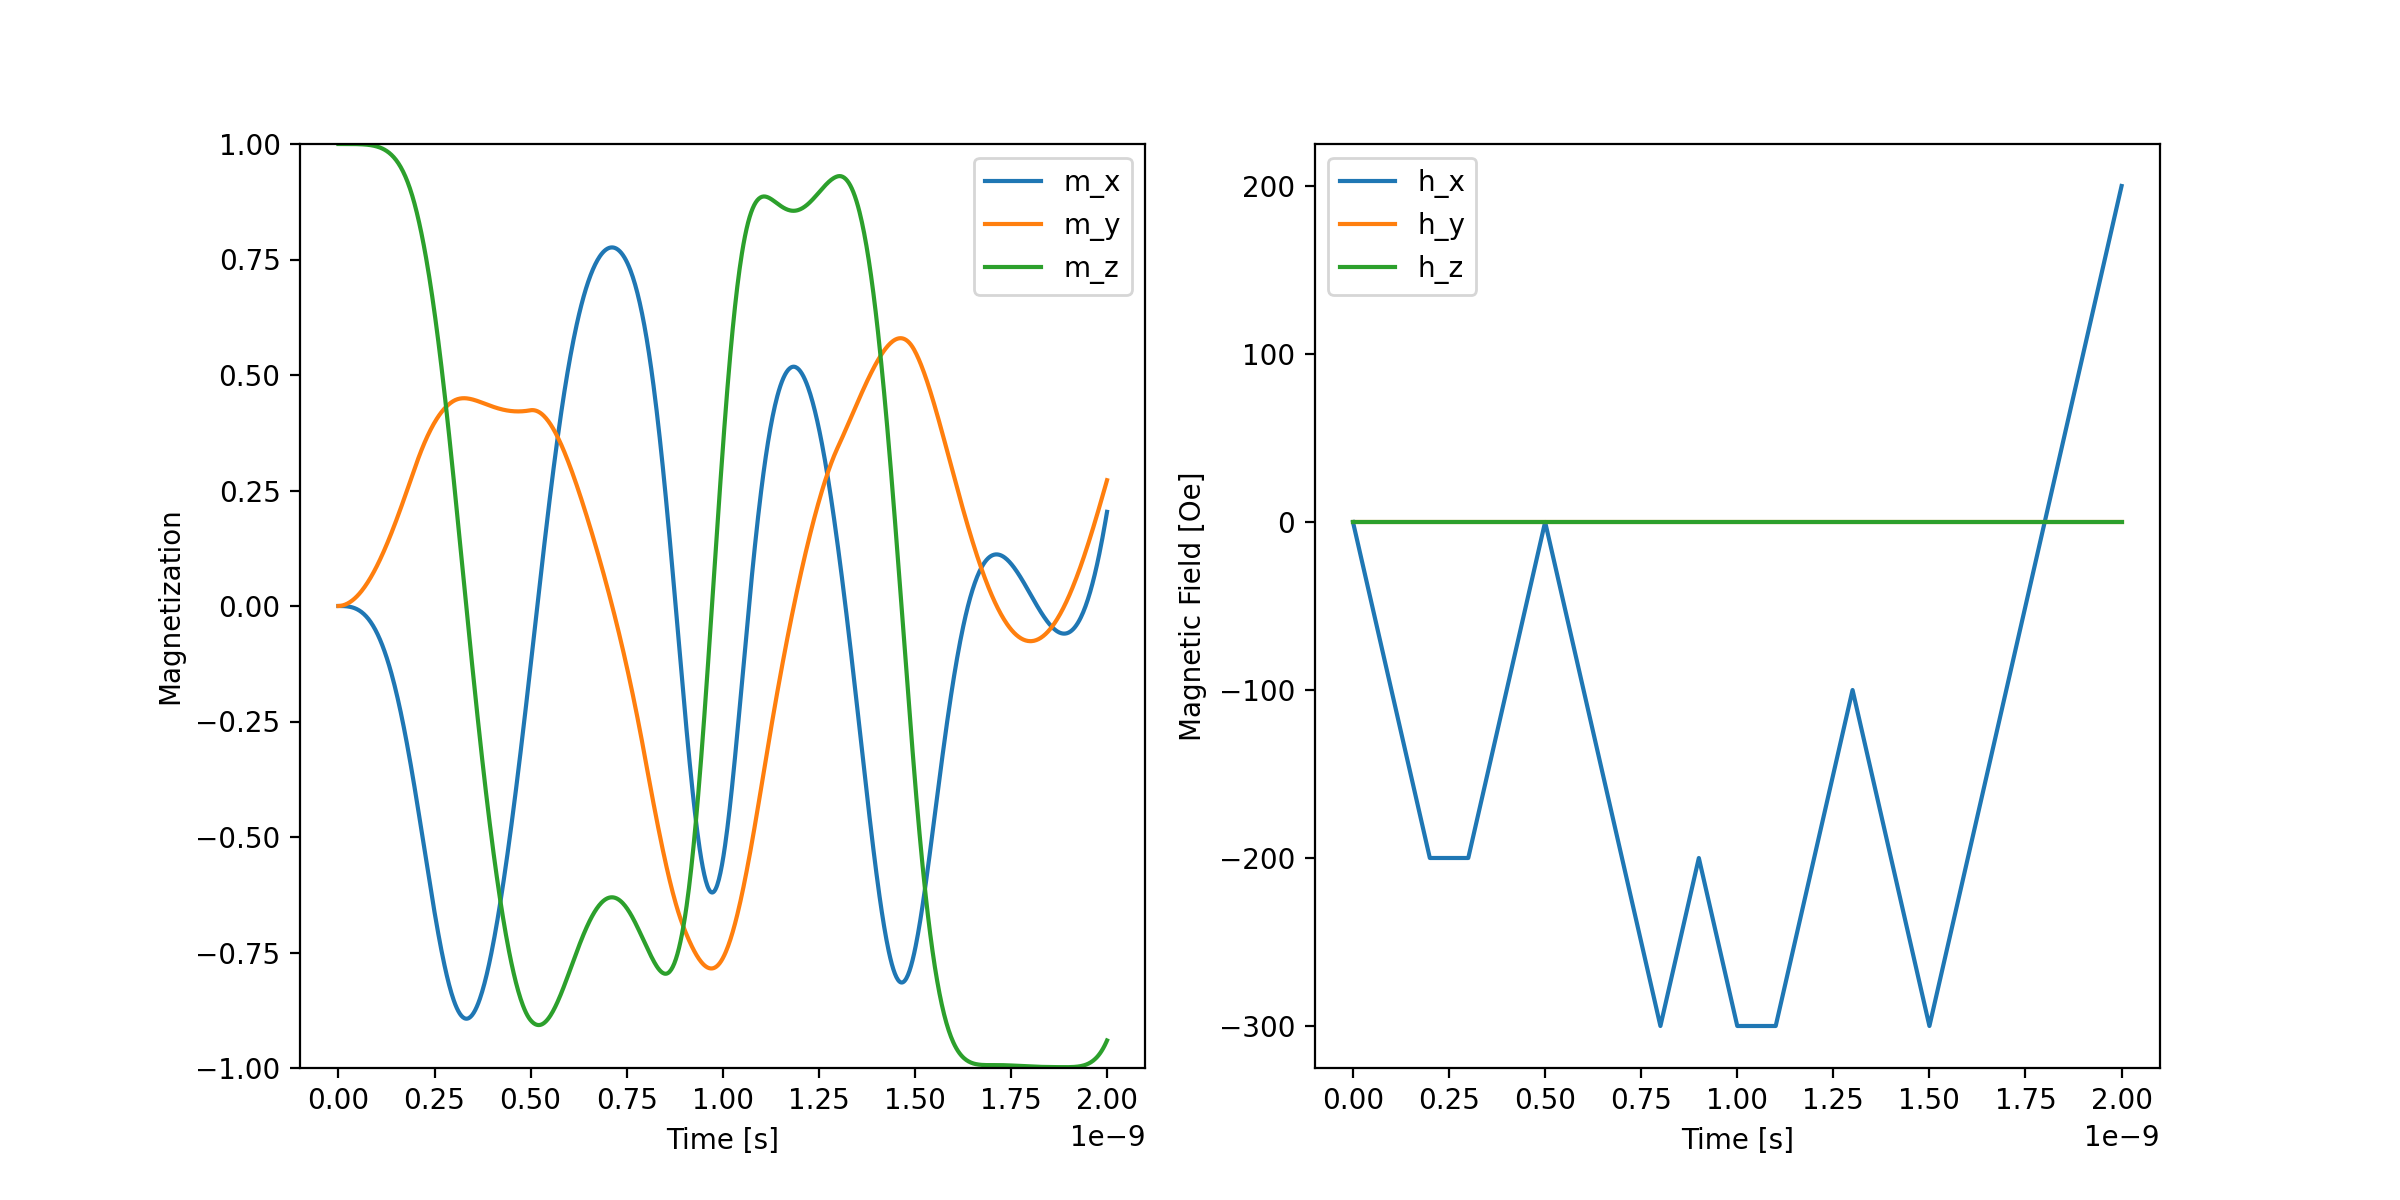 1.00
0.75
0.50
0.25
0.00
−0.25
−0.50
−0.75
−1.00
Magnetization
0.00 0.25 0.50 0.75 1.00 1.25 1.50 1.75 2.00
Time [s]
1e−9
m_x
m_y
m_z
200
100
0
−100
−200
−300
Magnetic Field [Oe]
0.00 0.25 0.50 0.75 1.00 1.25 1.50 1.75 2.00
Time [s]
1e−9
h_x
h_y
h_z